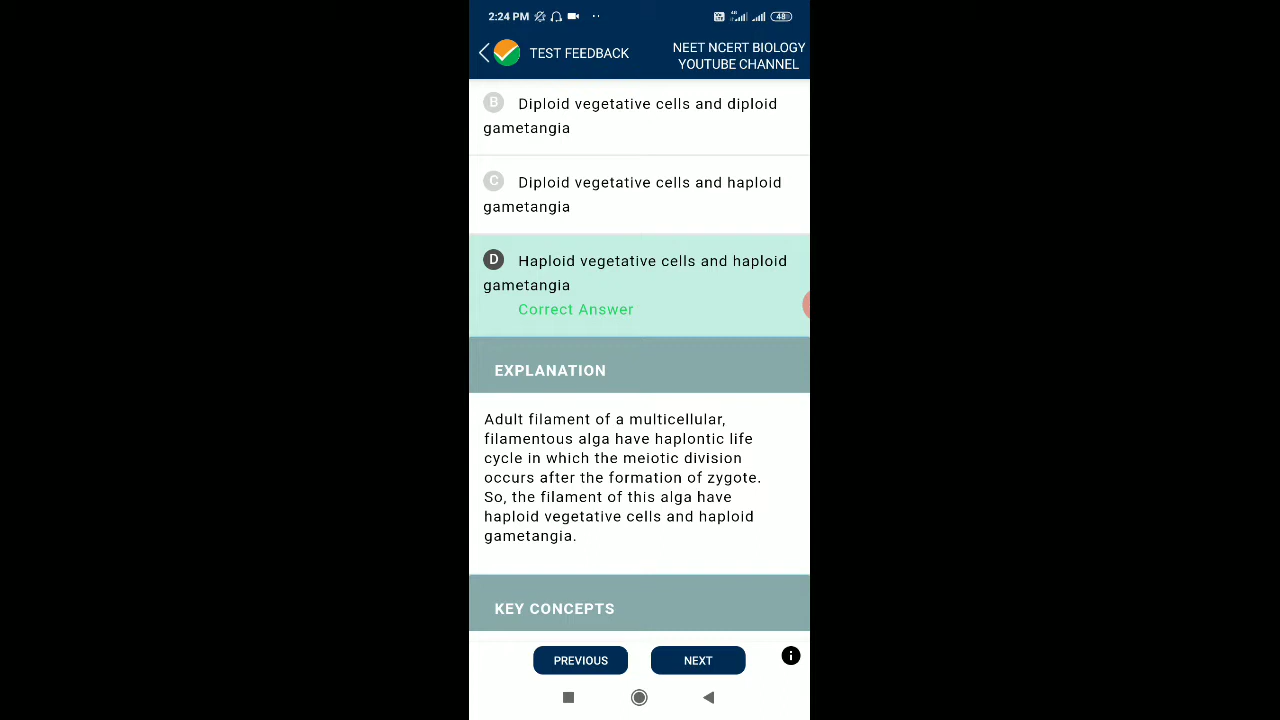 2:24 PM
4G
48
TEST FEEDBACK
NEET NCERT BIOLOGY
YOUTUBE CHANNEL
B Diploid vegetative cells and diploid
gametangia
C Diploid vegetative cells and haploid
gametangia
D Haploid vegetative cells and haploid
gametangia
Correct Answer
EXPLANATION
Adult filament of a multicellular,
filamentous alga have haplontic life
cycle in which the meiotic division
occurs after the formation of zygote.
So, the filament of this alga have
haploid vegetative cells and haploid
gametangia.
KEY CONCEPTS
PREVIOUS
NEXT